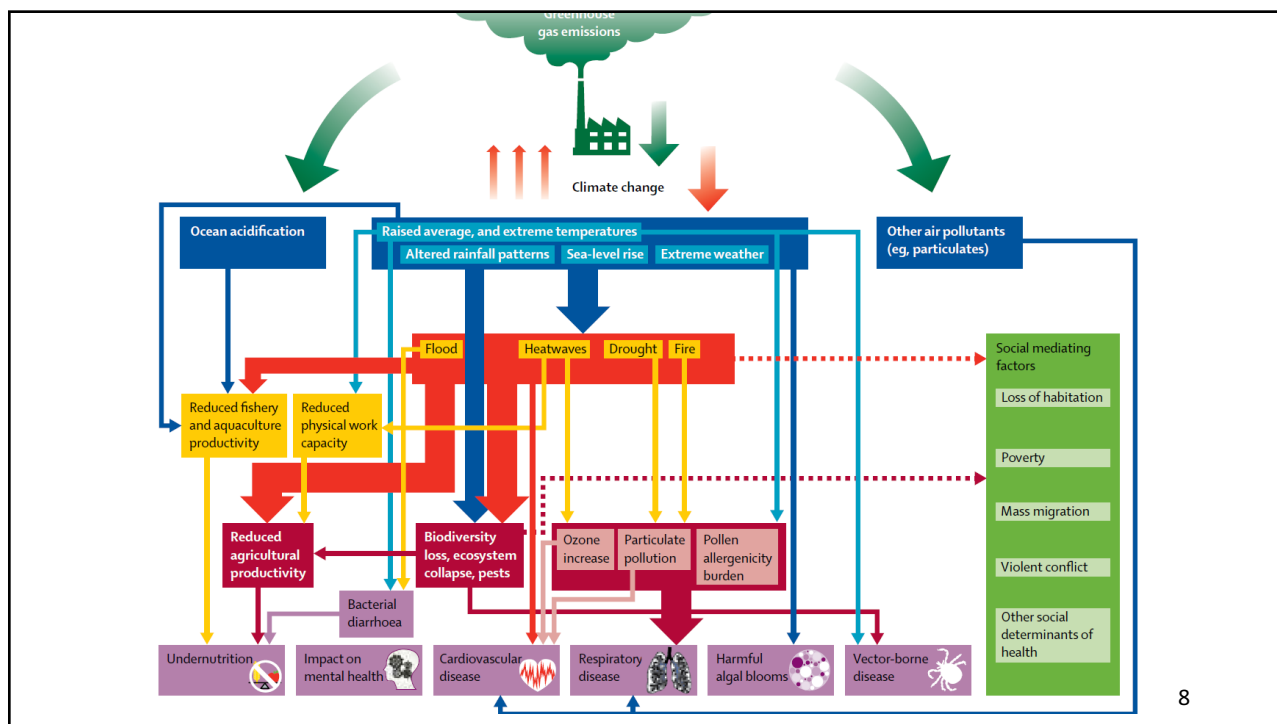 Greenhouse
gas emissions
Climate change
Ocean acidification
Raised average, and extreme temperatures
Altered rainfall patterns
Sea-level rise
Extreme weather
Other air pollutants
(eg, particulates)
Flood
Heatwaves
Drought
Fire
Social mediating
factors
Loss of habitation
Poverty
Mass migration
Violent conflict
Other social
determinants of
health
Reduced fishery
and aquaculture
productivity
Reduced
physical work
capacity
Reduced
agricultural
productivity
Biodiversity
loss, ecosystem
collapse, pests
Ozone
increase
Particulate
pollution
Pollen
allergenicity
burden
Bacterial
diarrhoea
Undernutrition
Impact on
mental health
Cardiovascular
disease
Respiratory
disease
Harmful
algal blooms
Vector-borne
disease
8